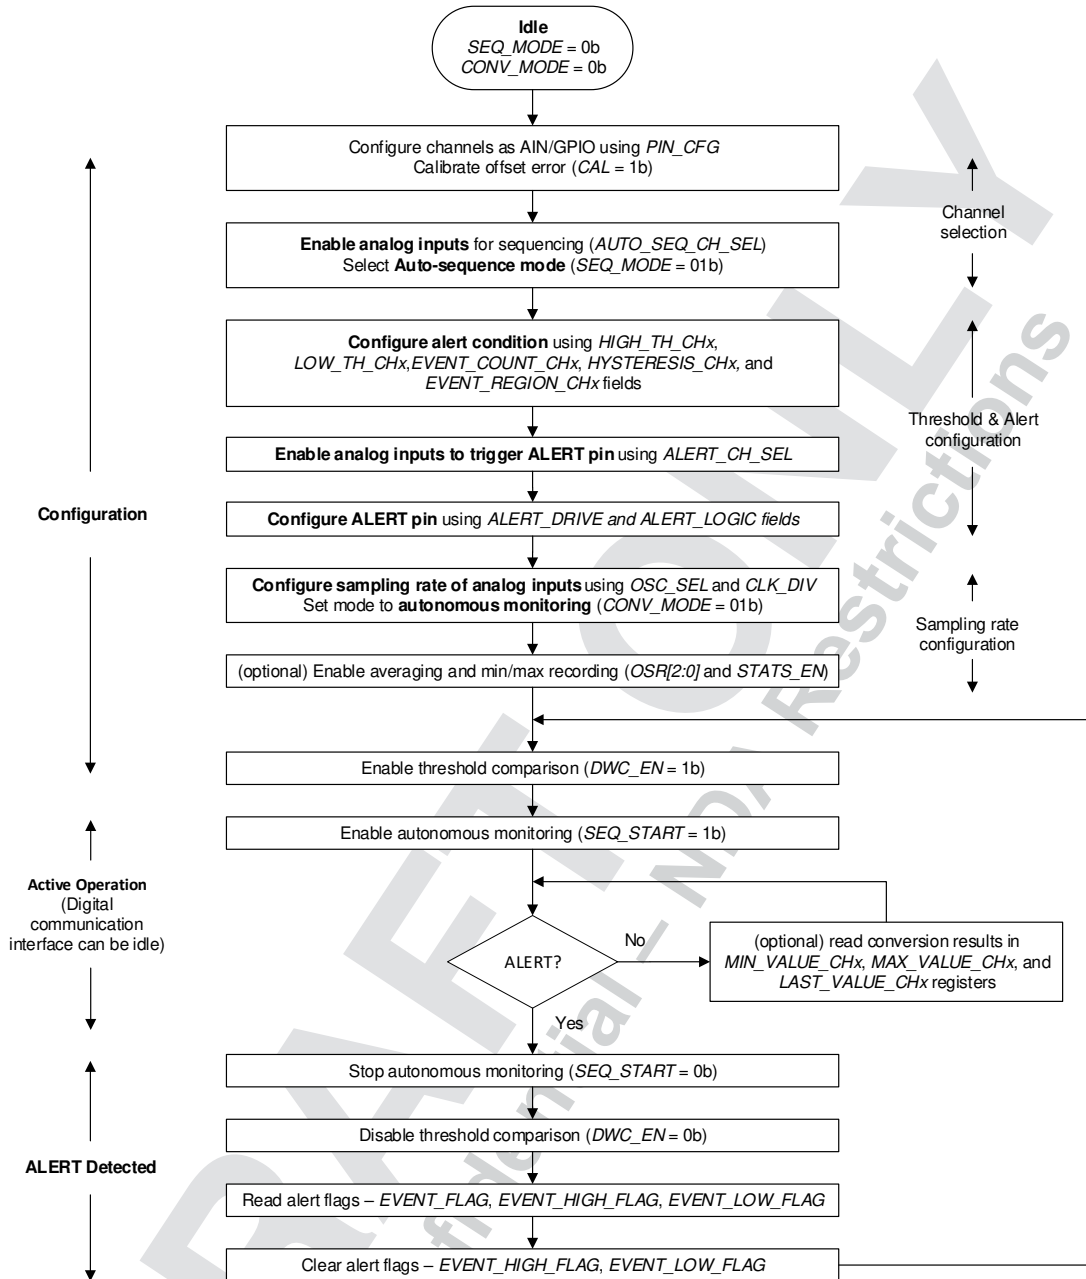 Idle
SEQ_MODE = 0b
CONV_MODE = 0b
Configure channels as AIN/GPIO using PIN_CFG
Calibrate offset error (CAL = 1b)
Channel
selection
Enable analog inputs for sequencing (AUTO_SEQ_CH_SEL)
Select Auto-sequence mode (SEQ_MODE = 01b)
Configure alert condition using HIGH_TH_CHx,
LOW_TH_CHx,EVENT_COUNT_CHx, HYSTERESIS_CHx, and
EVENT_REGION_CHx fields
Threshold & Alert
configuration
Enable analog inputs to trigger ALERT pin using ALERT_CH_SEL
Configuration
Configure ALERT pin using ALERT_DRIVE and ALERT_LOGIC fields
Configure sampling rate of analog inputs using OSC_SEL and CLK_DIV
Set mode to autonomous monitoring (CONV_MODE = 01b)
Sampling rate
configuration
(optional) Enable averaging and min/max recording (OSR[2:0] and STATS_EN)
Enable threshold comparison (DWC_EN = 1b)
Enable autonomous monitoring (SEQ_START = 1b)
Active Operation
(Digital
communication
interface can be idle)
ALERT?
No
(optional) read conversion results in
MIN_VALUE_CHx, MAX_VALUE_CHx, and
LAST_VALUE_CHx registers
Yes
Stop autonomous monitoring (SEQ_START = 0b)
Disable threshold comparison (DWC_EN = 0b)
ALERT Detected
Read alert flags – EVENT_FLAG, EVENT_HIGH_FLAG, EVENT_LOW_FLAG
Clear alert flags – EVENT_HIGH_FLAG, EVENT_LOW_FLAG
ONLY
Restrictions